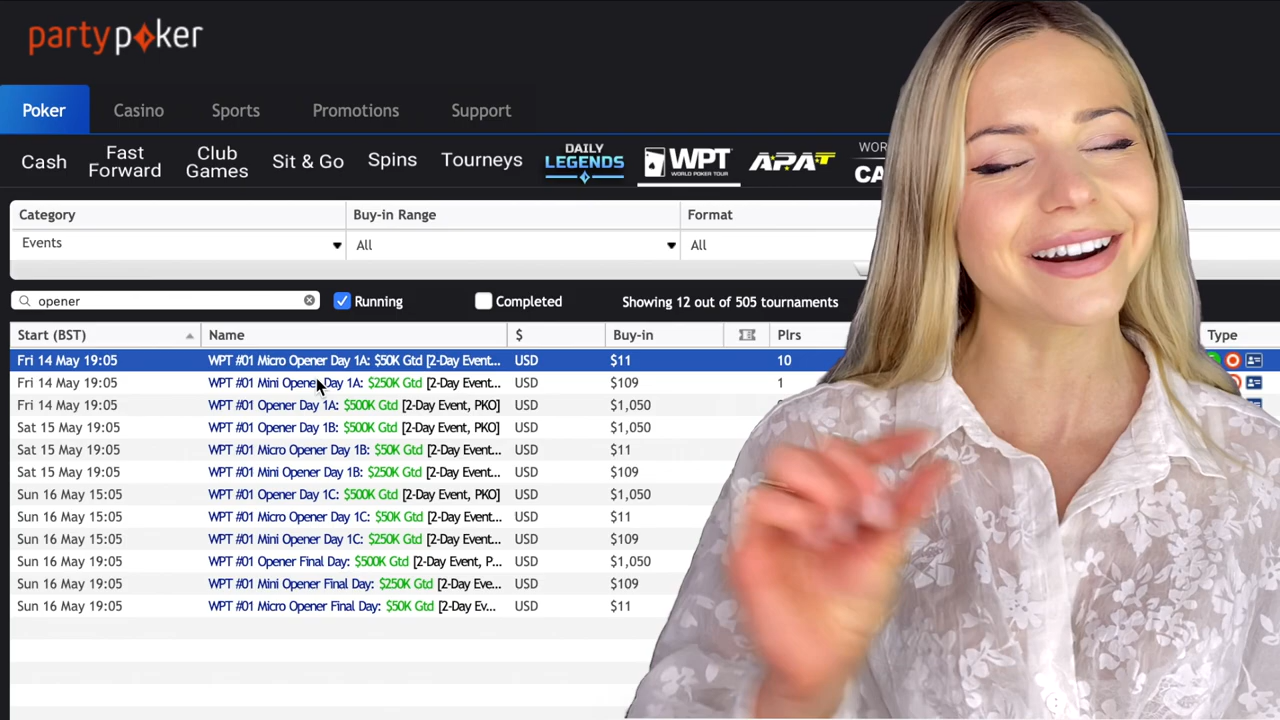 partypoker
Poker Casino Sports Promotions Support
Cash Fast Forward Club Games Sit & Go Spins Tourneys DAILY LEGENDS WPT WORLD POKER TOUR APAT
Category Buy-in Range Format
Events All All
opener Running Completed Showing 12 out of 505 tournaments
Start (BST) Name $ Buy-in Plrs Type
Fri 14 May 19:05 WPT #01 Micro Opener Day 1A: $50K Gtd [2-Day Event... USD $11 10
Fri 14 May 19:05 WPT #01 Mini Opener Day 1A: $250K Gtd [2-Day Event... USD $109 1
Fri 14 May 19:05 WPT #01 Opener Day 1A: $500K Gtd [2-Day Event, PKO] USD $1,050
Sat 15 May 19:05 WPT #01 Opener Day 1B: $500K Gtd [2-Day Event, PKO] USD $1,050
Sat 15 May 19:05 WPT #01 Micro Opener Day 1B: $50K Gtd [2-Day Event... USD $11
Sat 15 May 19:05 WPT #01 Mini Opener Day 1B: $250K Gtd [2-Day Event... USD $109
Sun 16 May 15:05 WPT #01 Opener Day 1C: $500K Gtd [2-Day Event, PKO] USD $1,050
Sun 16 May 15:05 WPT #01 Micro Opener Day 1C: $50K Gtd [2-Day Event... USD $11
Sun 16 May 15:05 WPT #01 Mini Opener Day 1C: $250K Gtd [2-Day Event... USD $109
Sun 16 May 19:05 WPT #01 Opener Final Day: $500K Gtd [2-Day Event, P... USD $1,050
Sun 16 May 19:05 WPT #01 Mini Opener Final Day: $250K Gtd [2-Day Eve... USD $109
Sun 16 May 19:05 WPT #01 Micro Opener Final Day: $50K Gtd [2-Day Ev... USD $11